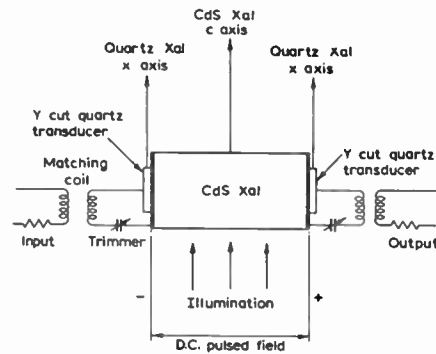 CdS Xal
c axis
Quartz Xal
x axis
Quartz Xal
x axis
Y cut quartz
transducer
Matching
coil
Y cut quartz
transducer
CdS Xal
Input
Trimmer
Output
−
Illumination
+
D.C. pulsed field